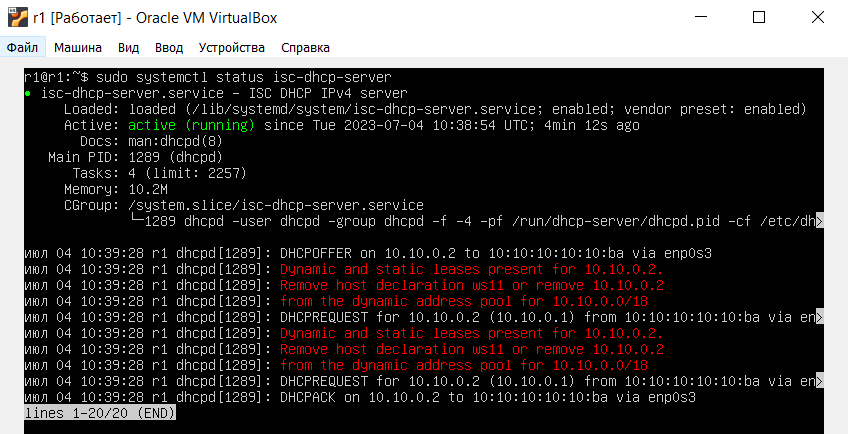 r1 [Работает] - Oracle VM VirtualBox
Файл Машина Вид Ввод Устройства Справка
r1@r1:~$ sudo systemctl status isc-dhcp-server
● isc-dhcp-server.service - ISC DHCP IPv4 server
Loaded: loaded (/lib/systemd/system/isc-dhcp-server.service; enabled; vendor preset: enabled)
Active: active (running) since Tue 2023-07-04 10:38:54 UTC; 4min 12s ago
Docs: man:dhcpd(8)
Main PID: 1289 (dhcpd)
Tasks: 4 (limit: 2257)
Memory: 10.2M
CGroup: /system.slice/isc-dhcp-server.service
└─1289 dhcpd -user dhcpd -group dhcpd -f -4 -pf /run/dhcp-server/dhcpd.pid -cf /etc/dh>
июл 04 10:39:28 r1 dhcpd[1289]: DHCPOFFER on 10.10.0.2 to 10:10:10:10:10:ba via enp0s3
июл 04 10:39:28 r1 dhcpd[1289]: Dynamic and static leases present for 10.10.0.2.
июл 04 10:39:28 r1 dhcpd[1289]: Remove host declaration ws11 or remove 10.10.0.2
июл 04 10:39:28 r1 dhcpd[1289]: from the dynamic address pool for 10.10.0.0/18
июл 04 10:39:28 r1 dhcpd[1289]: DHCPREQUEST for 10.10.0.2 (10.10.0.1) from 10:10:10:10:10:ba via en>
июл 04 10:39:28 r1 dhcpd[1289]: Dynamic and static leases present for 10.10.0.2.
июл 04 10:39:28 r1 dhcpd[1289]: Remove host declaration ws11 or remove 10.10.0.2
июл 04 10:39:28 r1 dhcpd[1289]: from the dynamic address pool for 10.10.0.0/18
июл 04 10:39:28 r1 dhcpd[1289]: DHCPREQUEST for 10.10.0.2 (10.10.0.1) from 10:10:10:10:10:ba via en>
июл 04 10:39:28 r1 dhcpd[1289]: DHCPACK on 10.10.0.2 to 10:10:10:10:10:ba via enp0s3
lines 1-20/20 (END)